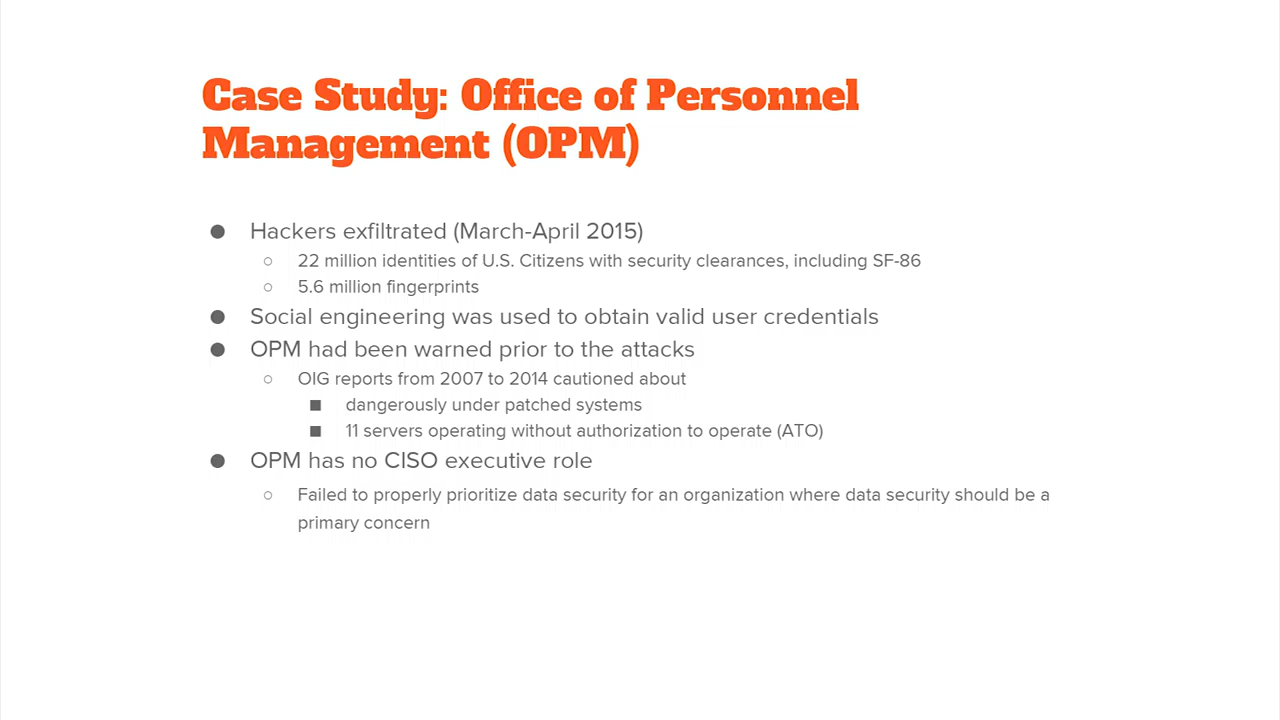 Case Study: Office of Personnel
Management (OPM)
● Hackers exfiltrated (March-April 2015)
○ 22 million identities of U.S. Citizens with security clearances, including SF-86
○ 5.6 million fingerprints
● Social engineering was used to obtain valid user credentials
● OPM had been warned prior to the attacks
○ OIG reports from 2007 to 2014 cautioned about
■ dangerously under patched systems
■ 11 servers operating without authorization to operate (ATO)
● OPM has no CISO executive role
○ Failed to properly prioritize data security for an organization where data security should be a
primary concern